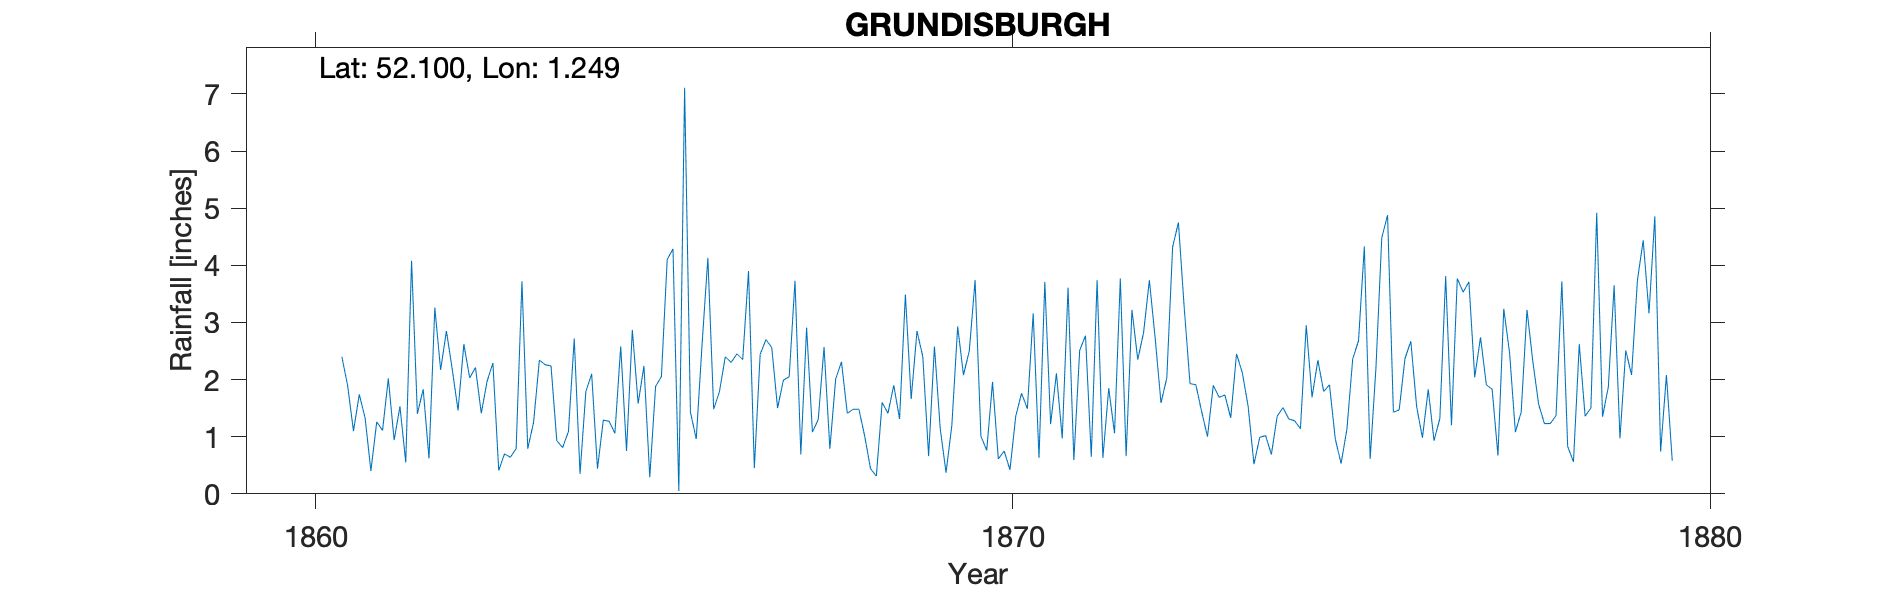 GRUNDISBURGH
Lat: 52.100, Lon: 1.249
7
6
5
4
3
2
1
0
Rainfall [inches]
1860
1870
1880
Year